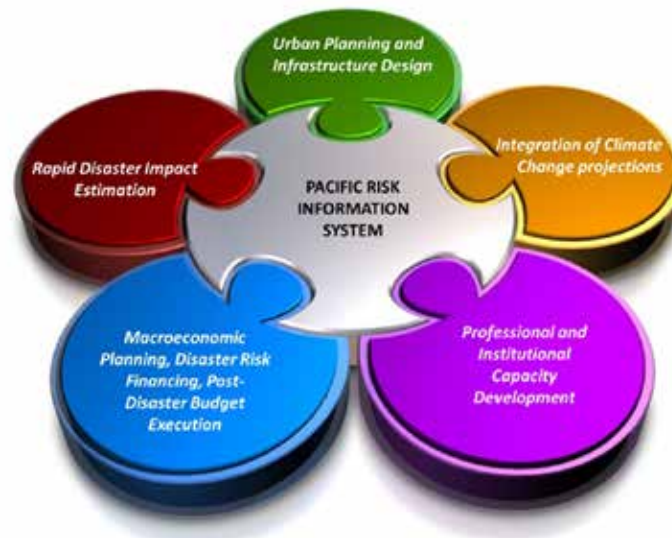 Urban Planning and
Infrastructure Design
Rapid Disaster Impact
Estimation
Integration of Climate
Change projections
PACIFIC RISK
INFORMATION
SYSTEM
Macroeconomic
Planning, Disaster Risk
Financing, Post-
Disaster Budget
Execution
Professional and
Institutional
Capacity
Development